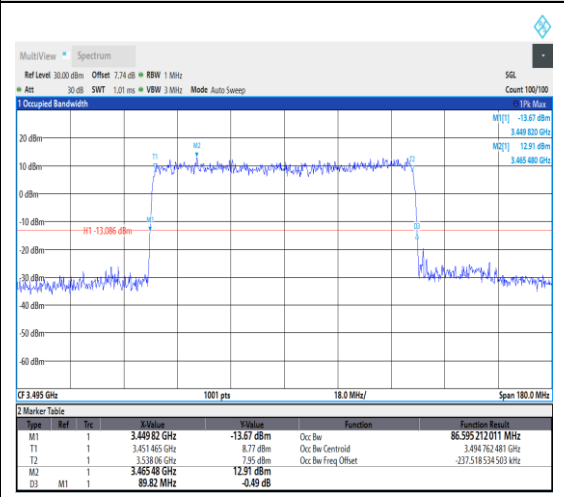 MultiView Spectrum
Ref Level 30.00 dBm Offset 7.74 dB RBW 1 MHz SGL
Att 30 dB SWT 1.01 ms VBW 3 MHz Mode Auto Sweep Count 100/100
1 Occupied Bandwidth 1Pk Max
M1[1] -13.67 dBm
3.449 820 GHz
M2[1] 12.91 dBm
3.465 480 GHz
20 dBm
T1 M2 T2
10 dBm
0 dBm
-10 dBm
M1
H1 -13.086 dBm
D3
-20 dBm
-30 dBm
-40 dBm
-50 dBm
-60 dBm
CF 3.495 GHz 1001 pts 18.0 MHz/ Span 180.0 MHz
2 Marker Table
Type Ref Trc X-Value Y-Value Function Function Result
M1 1 3.449 82 GHz -13.67 dBm Occ Bw 86.595 212 011 MHz
T1 1 3.451 465 GHz 8.77 dBm Occ Bw Centroid 3.494 762 481 GHz
T2 1 3.538 06 GHz 7.95 dBm Occ Bw Freq Offset -237.518 534 503 kHz
M2 1 3.465 48 GHz 12.91 dBm
D3 M1 1 89.82 MHz -0.49 dB